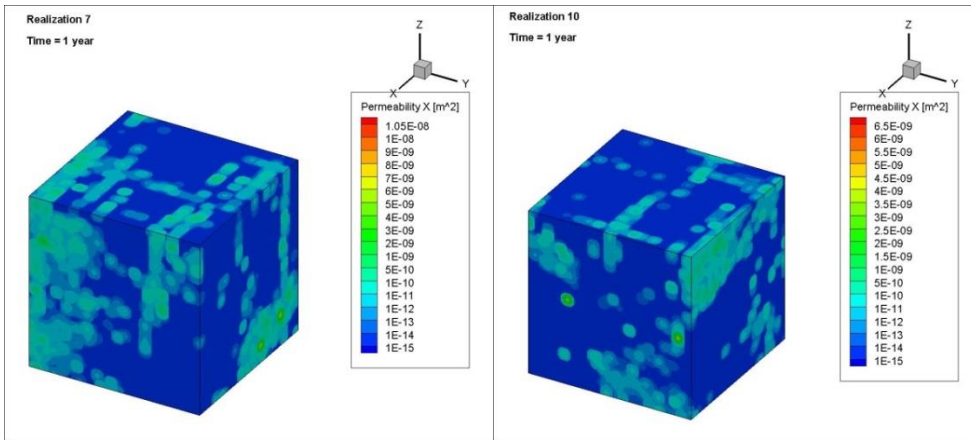 Realization 7
Time = 1 year
Z
X
Y
Permeability X [m^2]
1.05E-08
1E-08
9E-09
8E-09
7E-09
6E-09
5E-09
4E-09
3E-09
2E-09
1E-09
5E-10
1E-10
1E-11
1E-12
1E-13
1E-14
1E-15
Realization 10
Time = 1 year
Z
X
Y
Permeability X [m^2]
6.5E-09
6E-09
5.5E-09
5E-09
4.5E-09
4E-09
3.5E-09
3E-09
2.5E-09
2E-09
1.5E-09
1E-09
5E-10
1E-10
1E-11
1E-12
1E-13
1E-14
1E-15